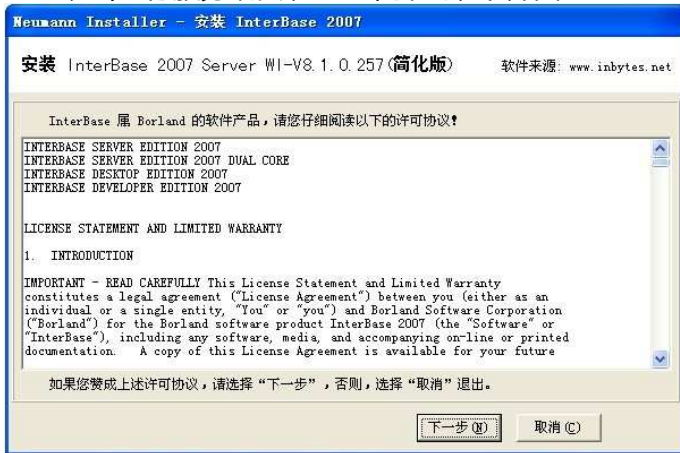 Neumann Installer - 安装 InterBase 2007
安装 InterBase 2007 Server WI-V8.1.0.257(简化版) 软件来源: www.inbytes.net
InterBase 属 Borland 的软件产品,请您仔细阅读以下的许可协议!
INTERBASE SERVER EDITION 2007
INTERBASE SERVER EDITION 2007 DUAL CORE
INTERBASE DESKTOP EDITION 2007
INTERBASE DEVELOPER EDITION 2007
LICENSE STATEMENT AND LIMITED WARRANTY
1. INTRODUCTION
IMPORTANT - READ CAREFULLY This License Statement and Limited Warranty
constitutes a legal agreement ("License Agreement") between you (either as an
individual or a single entity, "You" or "you") and Borland Software Corporation
("Borland") for the Borland software product InterBase 2007 (the "Software" or
"InterBase"), including any software, media, and accompanying on-line or printed
documentation. A copy of this License Agreement is available for your future
如果您赞成上述许可协议,请选择“下一步”,否则,选择“取消”退出。
下一步(N) 取消(C)